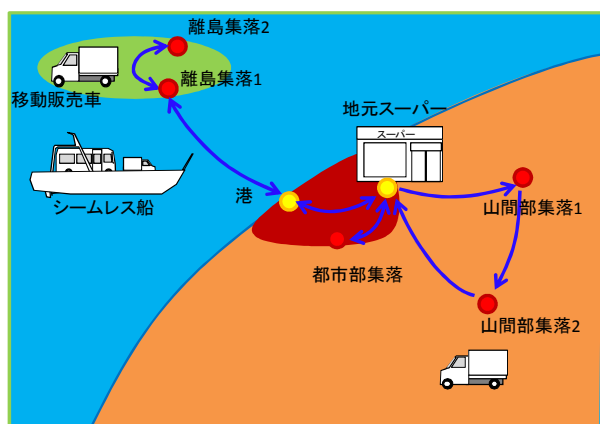 離島集落2
離島集落1
移動販売車
地元スーパー
スーパー
シームレス船
港
山間部集落1
都市部集落
山間部集落2